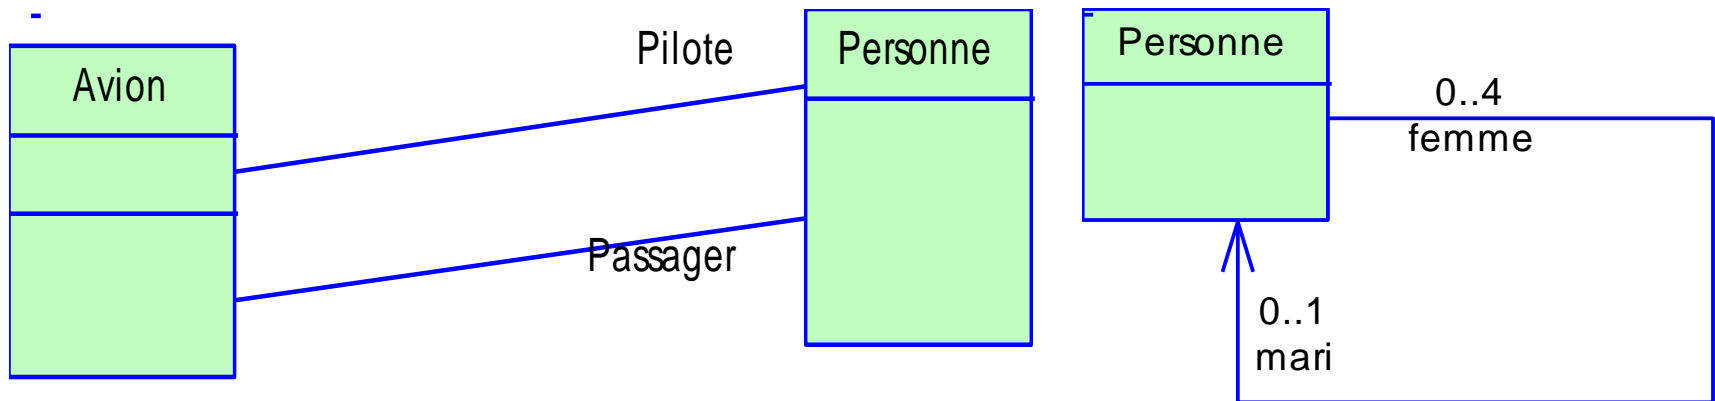 Avion
Pilote
Personne
Passager
Personne
0..4
femme
0..1
mari